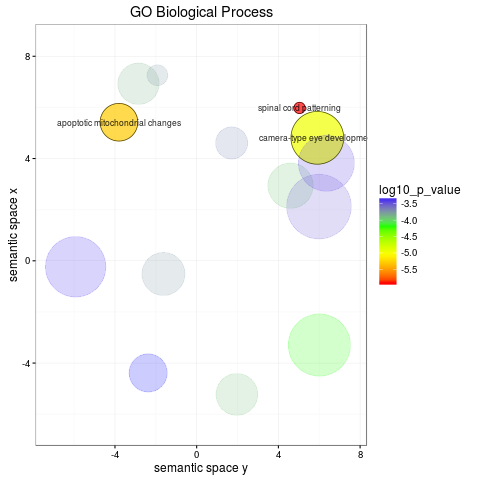 GO Biological Process
8
4
0
-4
-4
0
4
8
semantic space x
semantic space y
spinal cord patterning
apoptotic mitochondrial changes
camera-type eye developme
log10_p_value
-3.5
-4.0
-4.5
-5.0
-5.5